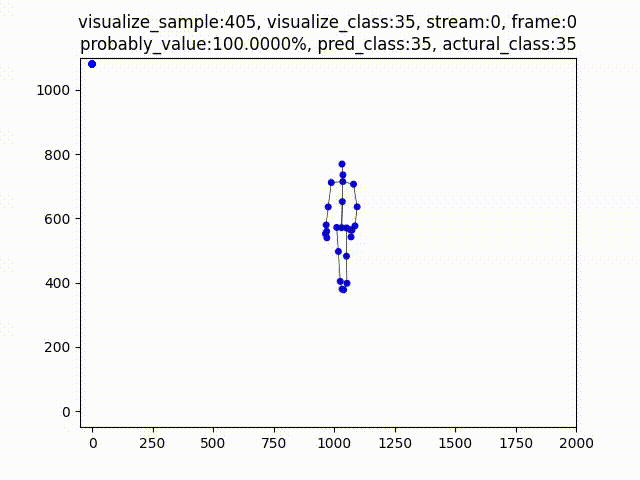 visualize_sample:405, visualize_class:35, stream:0, frame:0
probably_value:100.0000%, pred_class:35, actural_class:35
1000
800
600
400
200
0
0 250 500 750 1000 1250 1500 1750 2000